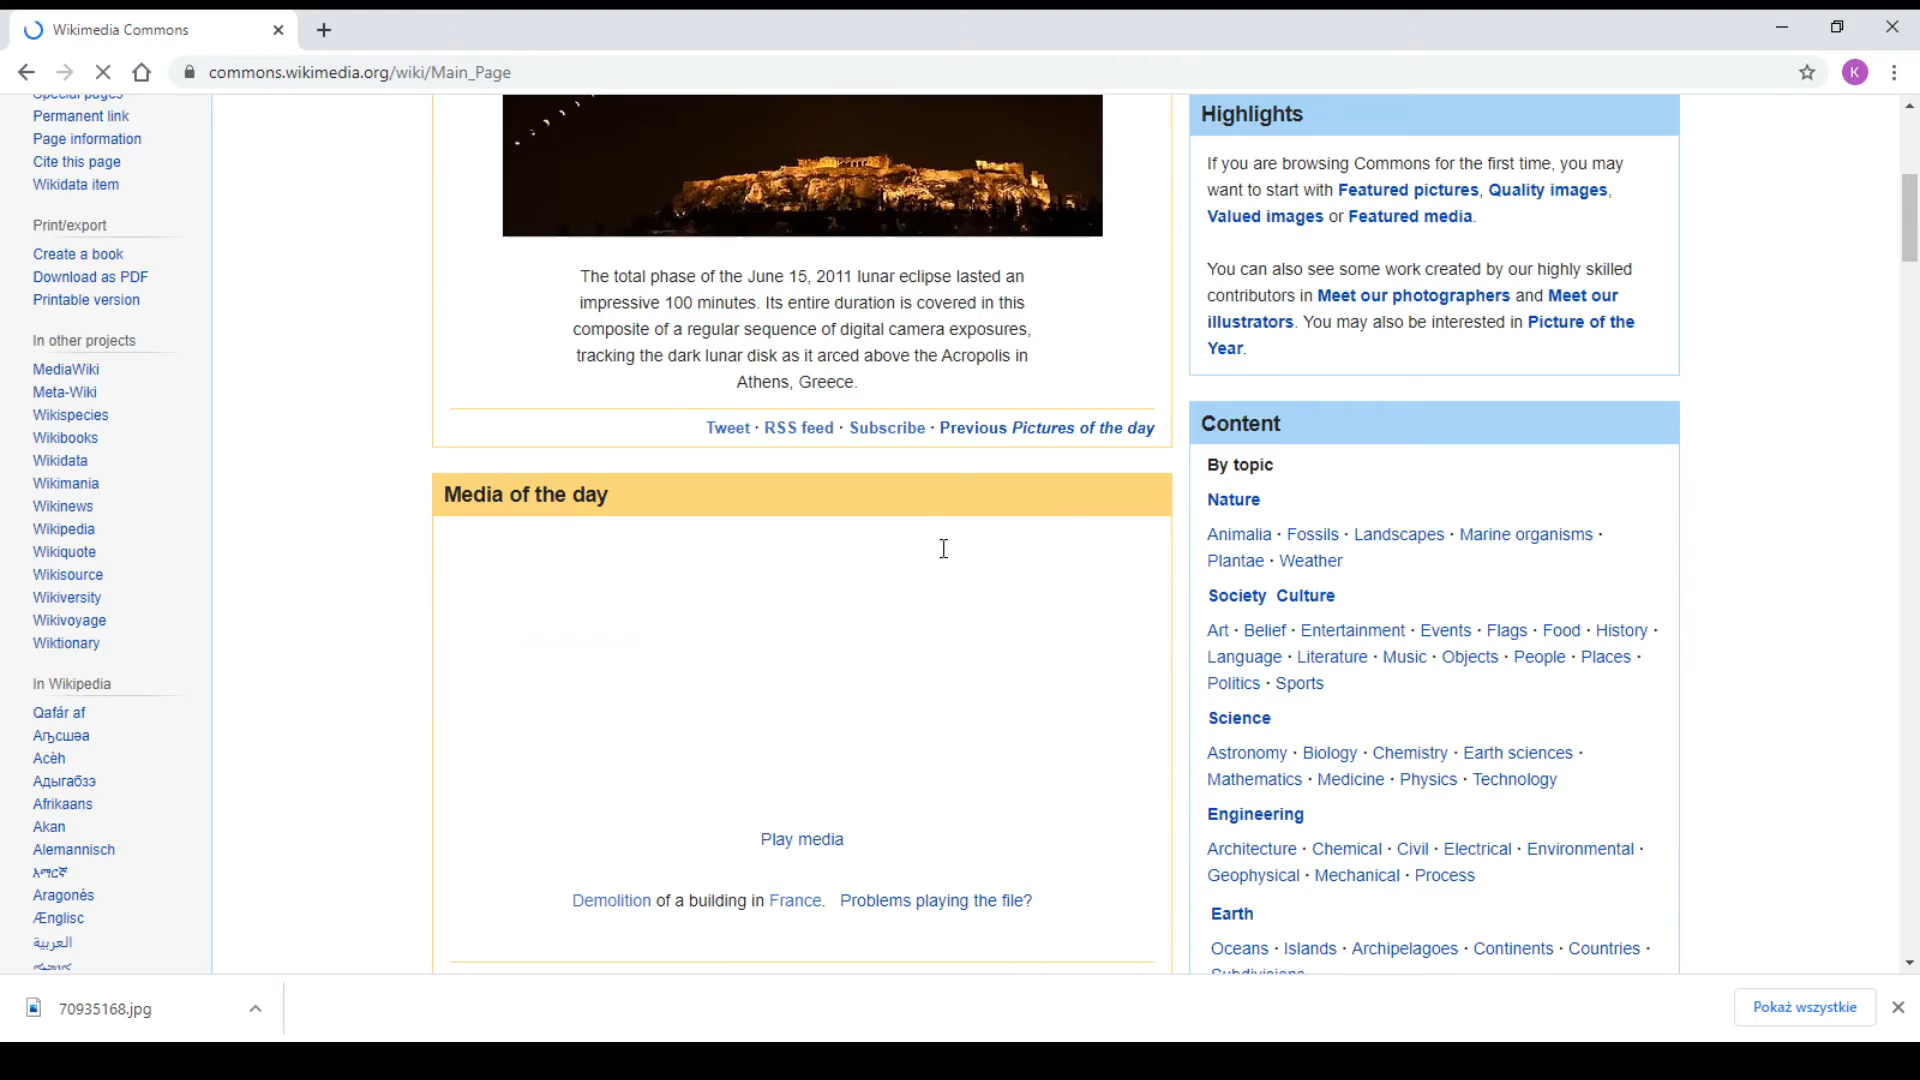 Wikimedia Commons
commons.wikimedia.org/wiki/Main_Page
K
Special pages
Permanent link
Page information
Cite this page
Wikidata item
Print/export
Create a book
Download as PDF
Printable version
In other projects
MediaWiki
Meta-Wiki
Wikispecies
Wikibooks
Wikidata
Wikimania
Wikinews
Wikipedia
Wikiquote
Wikisource
Wikiversity
Wikivoyage
Wiktionary
In Wikipedia
Qafár af
Аҧсшәа
Acèh
Адыгабзэ
Afrikaans
Akan
Alemannisch
አማርኛ
Aragonés
Ænglisc
العربية
The total phase of the June 15, 2011 lunar eclipse lasted an
impressive 100 minutes. Its entire duration is covered in this
composite of a regular sequence of digital camera exposures,
tracking the dark lunar disk as it arced above the Acropolis in
Athens, Greece.
Tweet · RSS feed · Subscribe · Previous Pictures of the day
Media of the day
Play media
Demolition of a building in France. Problems playing the file?
Highlights
If you are browsing Commons for the first time, you may
want to start with Featured pictures, Quality images,
Valued images or Featured media.
You can also see some work created by our highly skilled
contributors in Meet our photographers and Meet our
illustrators. You may also be interested in Picture of the
Year.
Content
By topic
Nature
Animalia · Fossils · Landscapes · Marine organisms ·
Plantae · Weather
Society Culture
Art · Belief · Entertainment · Events · Flags · Food · History ·
Language · Literature · Music · Objects · People · Places ·
Politics · Sports
Science
Astronomy · Biology · Chemistry · Earth sciences ·
Mathematics · Medicine · Physics · Technology
Engineering
Architecture · Chemical · Civil · Electrical · Environmental ·
Geophysical · Mechanical · Process
Earth
Oceans · Islands · Archipelagoes · Continents · Countries ·
Subdivisions
70935168.jpg
Pokaż wszystkie